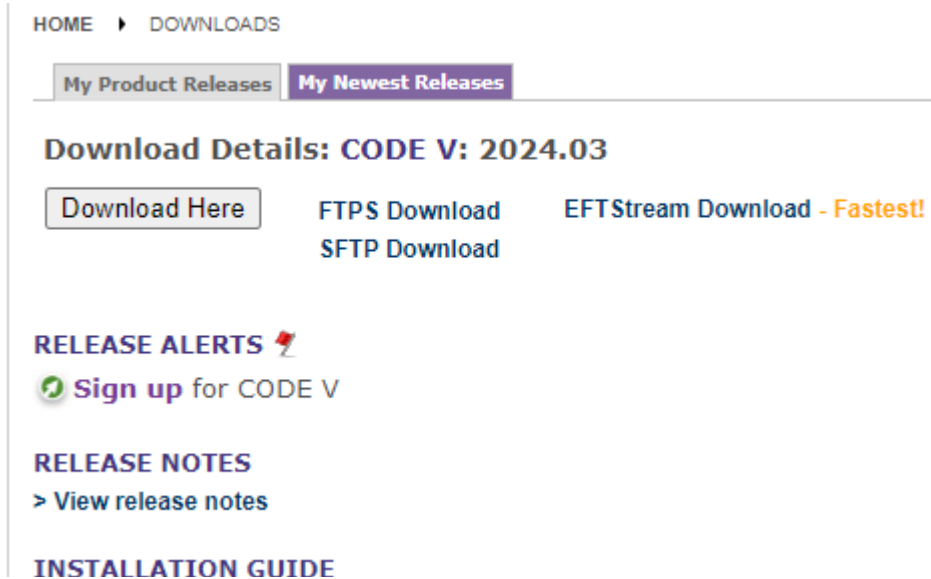 HOME ▸ DOWNLOADS
My Product Releases My Newest Releases
Download Details: CODE V: 2024.03
Download Here FTPS Download EFTStream Download - Fastest!
SFTP Download
RELEASE ALERTS
Sign up for CODE V
RELEASE NOTES
> View release notes
INSTALLATION GUIDE